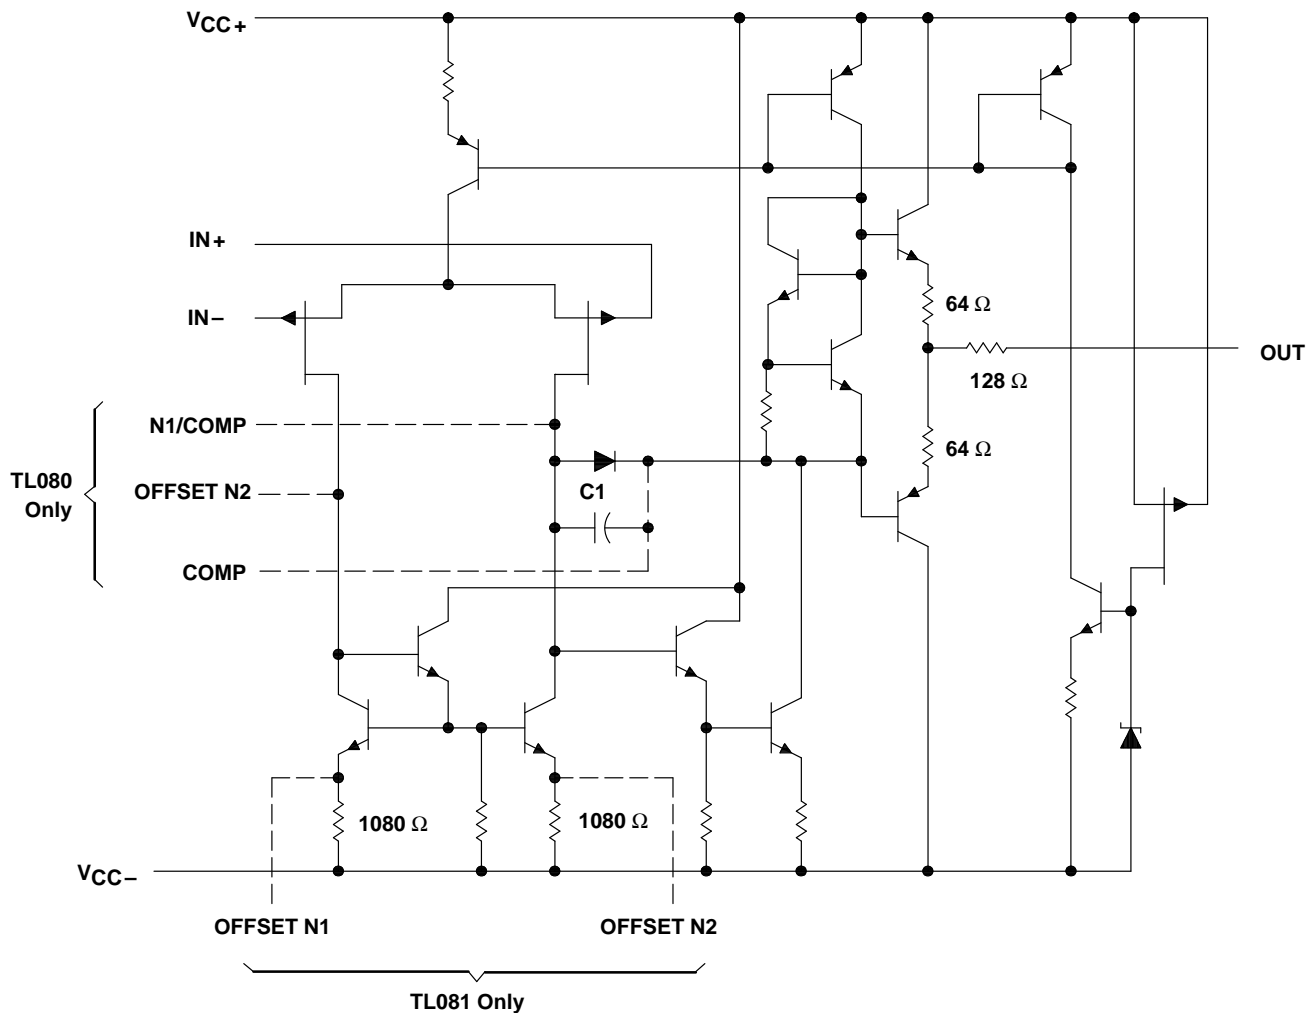 VCC+
IN+
64 Ω
IN−
OUT
128 Ω
N1/COMP
64 Ω
TL080
Only
OFFSET N2
C1
COMP
1080 Ω
1080 Ω
VCC−
OFFSET N1
OFFSET N2
TL081 Only